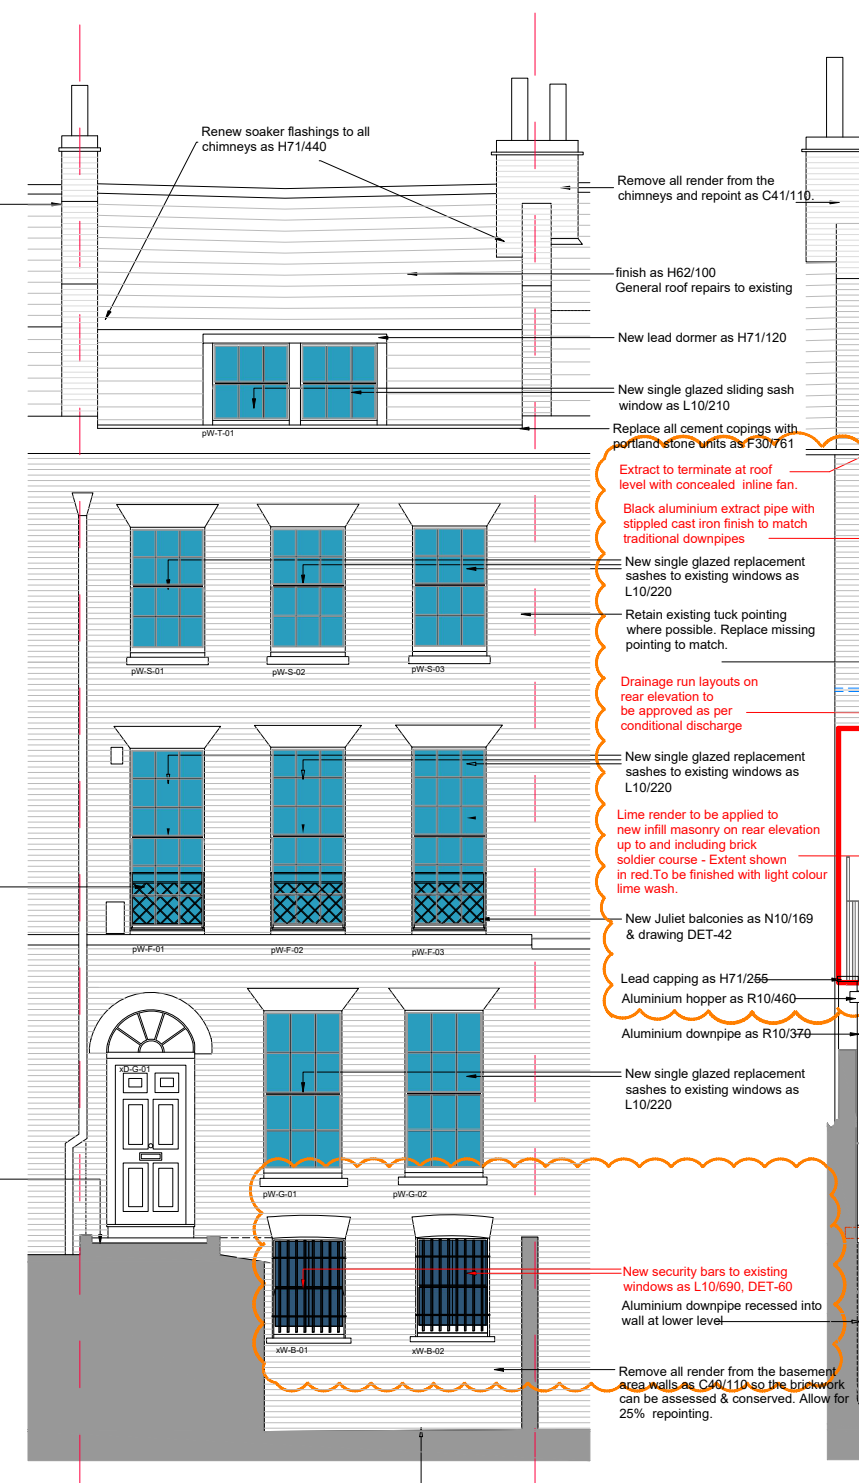 Renew soaker flashings to all
chimneys as H71/440
Remove all render from the
chimneys and repoint as C41/110.
finish as H62/100
General roof repairs to existing
New lead dormer as H71/120
New single glazed sliding sash
window as L10/210
Replace all cement copings with
portland stone units as F30/761
pW-T-01
Extract to terminate at roof
level with concealed inline fan.
Black aluminium extract pipe with
stippled cast iron finish to match
traditional downpipes
New single glazed replacement
sashes to existing windows as
L10/220
Retain existing tuck pointing
where possible. Replace missing
pointing to match.
pW-S-01
pW-S-02
pW-S-03
Drainage run layouts on
rear elevation to
be approved as per
conditional discharge
New single glazed replacement
sashes to existing windows as
L10/220
Lime render to be applied to
new infill masonry on rear elevation
up to and including brick
soldier course - Extent shown
in red.To be finished with light colour
lime wash.
New Juliet balconies as N10/169
& drawing DET-42
pW-F-01
pW-F-02
pW-F-03
Lead capping as H71/255
Aluminium hopper as R10/460
Aluminium downpipe as R10/370
xD-G-01
New single glazed replacement
sashes to existing windows as
L10/220
pW-G-01
pW-G-02
New security bars to existing
windows as L10/690, DET-60
Aluminium downpipe recessed into
wall at lower level
xW-B-01
xW-B-02
Remove all render from the basement
area walls as C40/110 so the brickwork
can be assessed & conserved. Allow for
25% repointing.